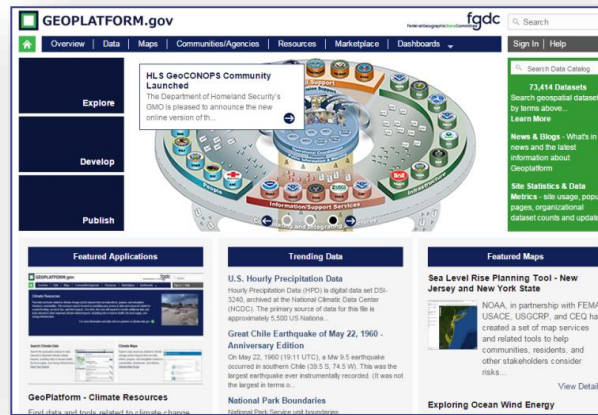 GEOPLATFORM.gov
fgdc
Search
Overview | Data | Maps | Communities/Agencies | Resources | Marketplace | Dashboards
Sign In | Help
Explore
Develop
Publish
HLS GeoCONOPS Community
Launched
The Department of Homeland Security's
GMO is pleased to announce the new
online version of th...
People
Information/Support Services
Infrastructure
Search Data Catalog
73,414 Datasets
Search geospatial dataset
by terms above...
Learn More
News & Blogs - What's in
news and the latest
information about
Geoplatform
Site Statistics & Data
Metrics - site usage, popu
pages, organizational
dataset counts and update
Featured Applications
GEOPLATFORM.gov
Climate Resources
GeoPlatform - Climate Resources
Find data and tools related to climate change
Trending Data
U.S. Hourly Precipitation Data
Hourly Precipitation Data (HPD) is digital data set DSI-
3240, archived at the National Climatic Data Center
(NCDC). The primary source of data for this file is
approximately 5,500 US Nationa...
Great Chile Earthquake of May 22, 1960 -
Anniversary Edition
On May 22, 1960 (19:11 UTC), a Mw 9.5 earthquake
occurred in southern Chile (39.5 S, 74.5 W). This was the
largest earthquake ever instrumentally recorded. (It was not
the largest in terms o...
National Park Boundaries
National Park Service unit boundaries
Featured Maps
Sea Level Rise Planning Tool - New
Jersey and New York State
NOAA, in partnership with FEMA
USACE, USGCRP, and CEQ ha
created a set of map services
and related tools to help
communities, residents, and
other stakeholders consider
risks...
View Detai
Exploring Ocean Wind Energy